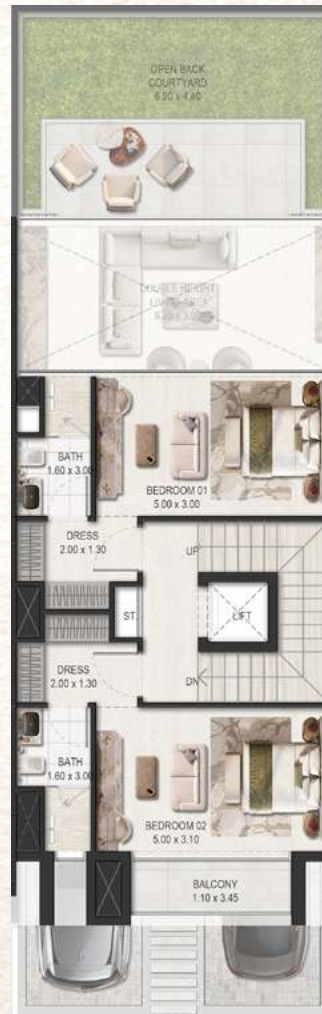 OPEN BACK
COURTYARD
6.90 x 4.40
DOUBLE HEIGHT
LIVING AREA
BATH
1.60 x 3.00
BEDROOM 01
5.00 x 3.00
DRESS
2.00 x 1.30
UP
ST.
LIFT
DRESS
2.00 x 1.30
DN
BATH
1.60 x 3.00
BEDROOM 02
5.00 x 3.10
BALCONY
1.10 x 3.45